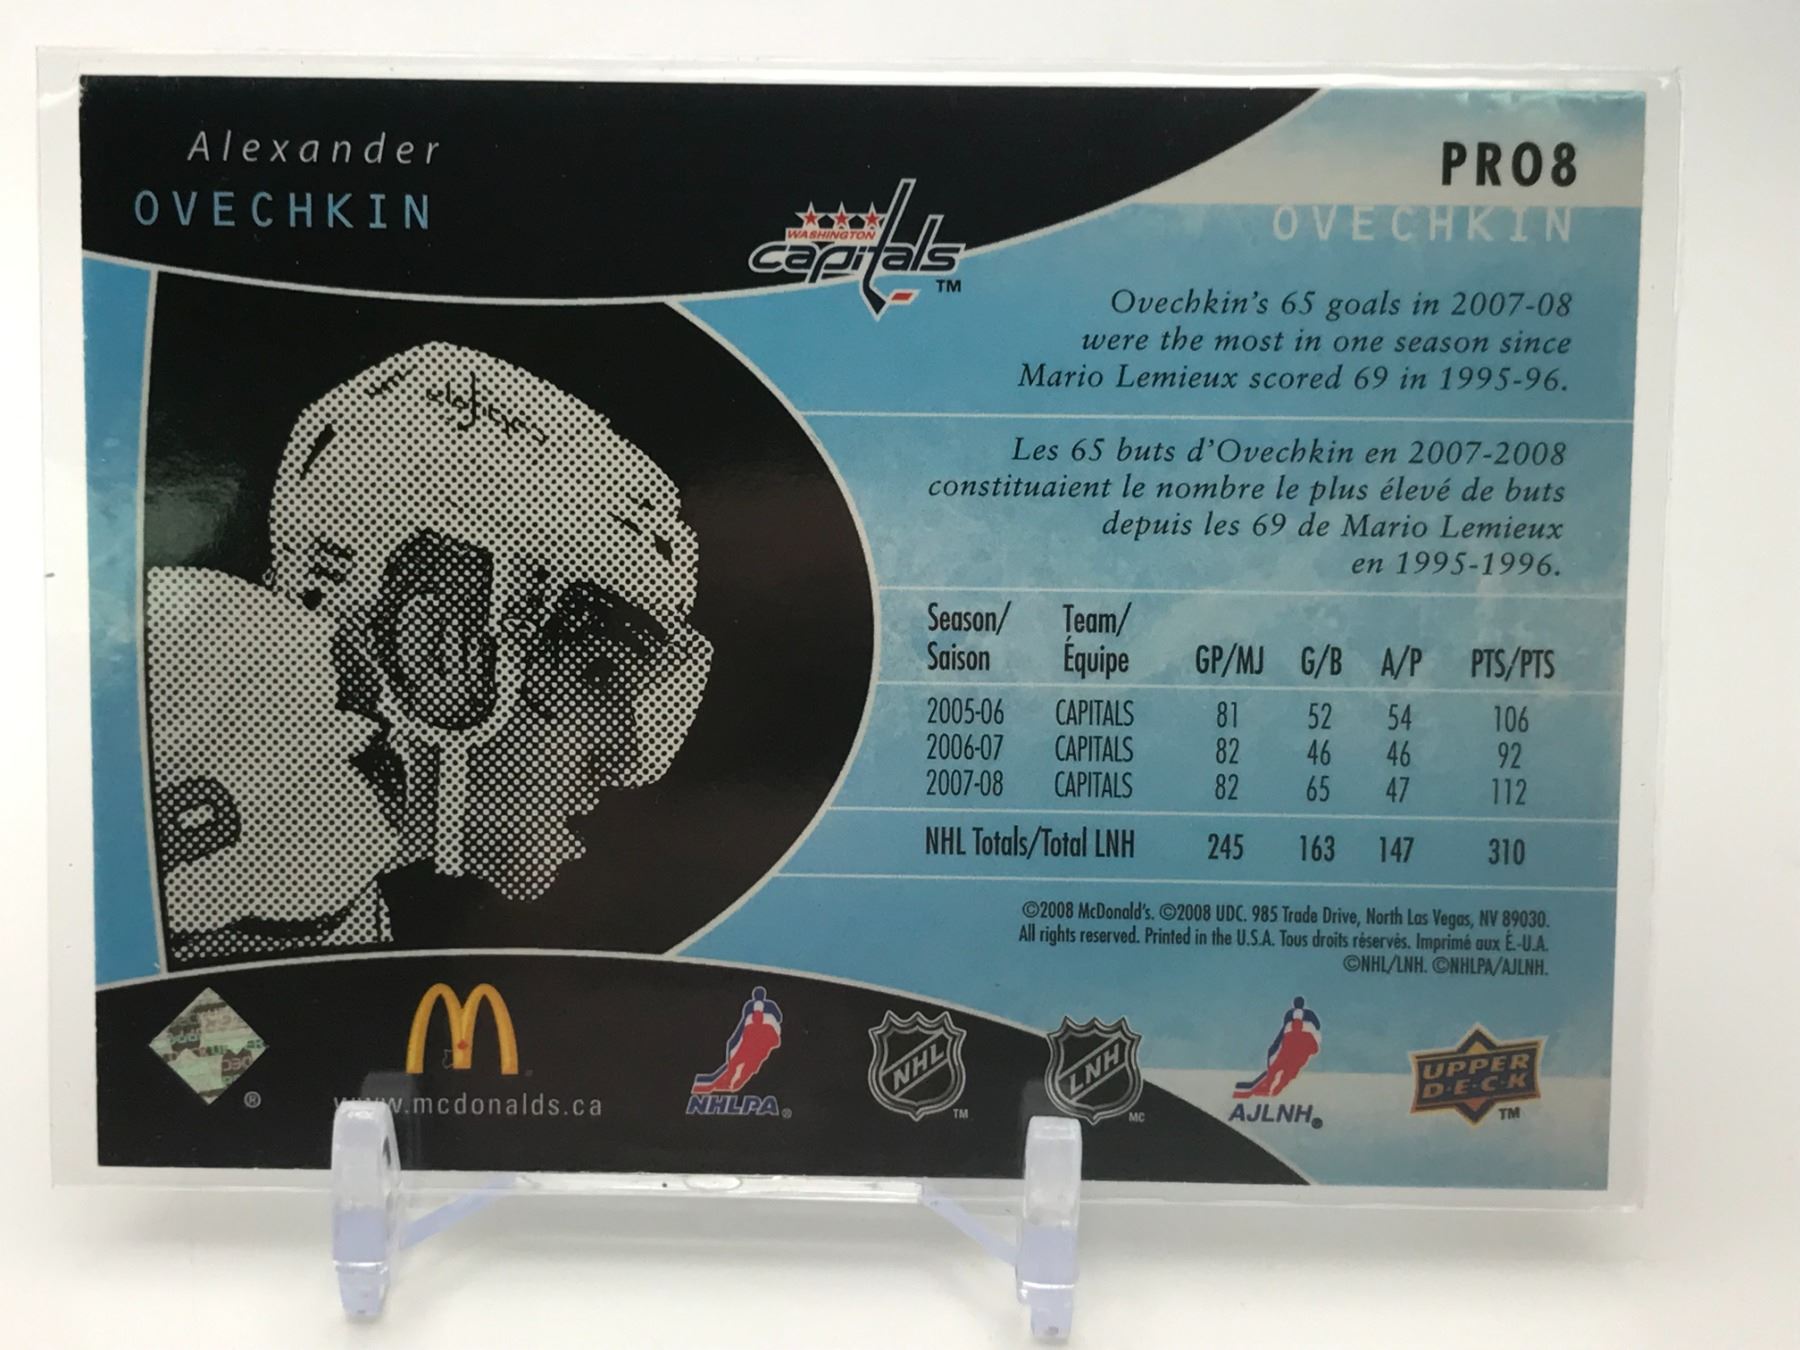 Alexander
OVECHKIN
WASHINGTON
capitals
TM
PRO8
OVECHKIN
Ovechkin's 65 goals in 2007-08
were the most in one season since
Mario Lemieux scored 69 in 1995-96.
Les 65 buts d'Ovechkin en 2007-2008
constituaient le nombre le plus élevé de buts
depuis les 69 de Mario Lemieux
en 1995-1996.
Season/ Team/
Saison Équipe GP/MJ G/B A/P PTS/PTS
2005-06 CAPITALS 81 52 54 106
2006-07 CAPITALS 82 46 46 92
2007-08 CAPITALS 82 65 47 112
NHL Totals/Total LNH 245 163 147 310
©2008 McDonald's. ©2008 UDC. 985 Trade Drive, North Las Vegas, NV 89030.
All rights reserved. Printed in the U.S.A. Tous droits réservés. Imprimé aux É.-U.A.
©NHL/LNH. ©NHLPA/AJLNH.
®
www.mcdonalds.ca
NHLPA®
NHL TM
LNH MC
AJLNH®
UPPER
D·E·C·K
TM